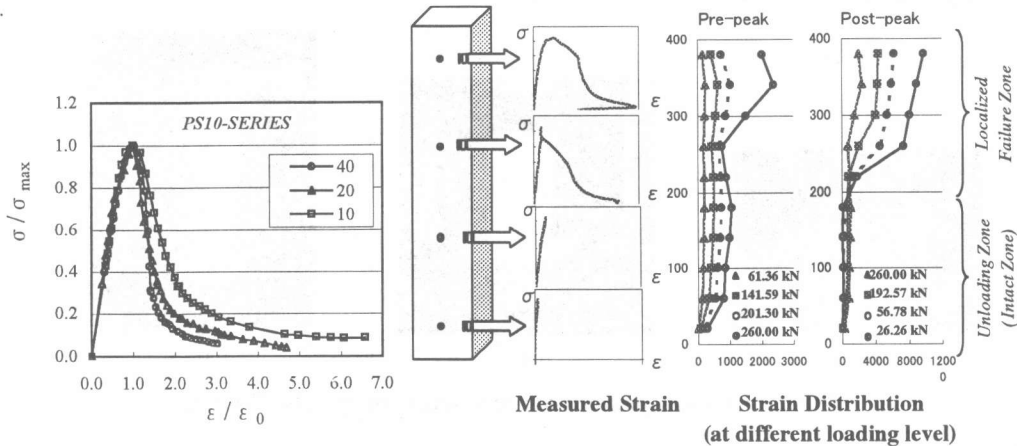 PS10-SERIES
40
20
10
σ / σ max
1.2
1.0
0.8
0.6
0.4
0.2
0.0
0.0 1.0 2.0 3.0 4.0 5.0 6.0 7.0
ε / ε0
σ
ε
σ
ε
σ
ε
σ
ε
Measured Strain
Pre-peak
400
300
200
100
0
0 1000 2000 3000
61.36 kN
141.59 kN
201.30 kN
260.00 kN
Post-peak
400
300
200
100
0
0 4000 8000 1200
0
260.00 kN
192.57 kN
56.78 kN
26.26 kN
Strain Distribution
(at different loading level)
Localized
Failure Zone
Unloading Zone
(Intact Zone)